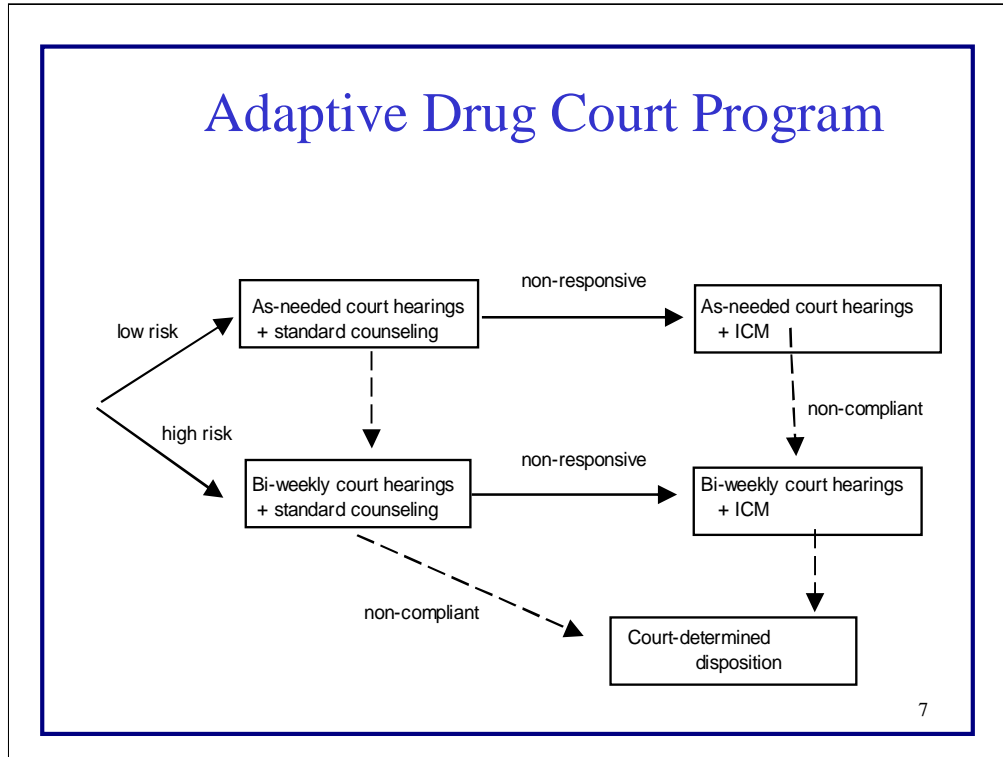 Adaptive Drug Court Program
non-responsive
As-needed court hearings
+ standard counseling
As-needed court hearings
+ ICM
low risk
non-compliant
high risk
non-responsive
Bi-weekly court hearings
+ standard counseling
Bi-weekly court hearings
+ ICM
non-compliant
Court-determined
disposition
7